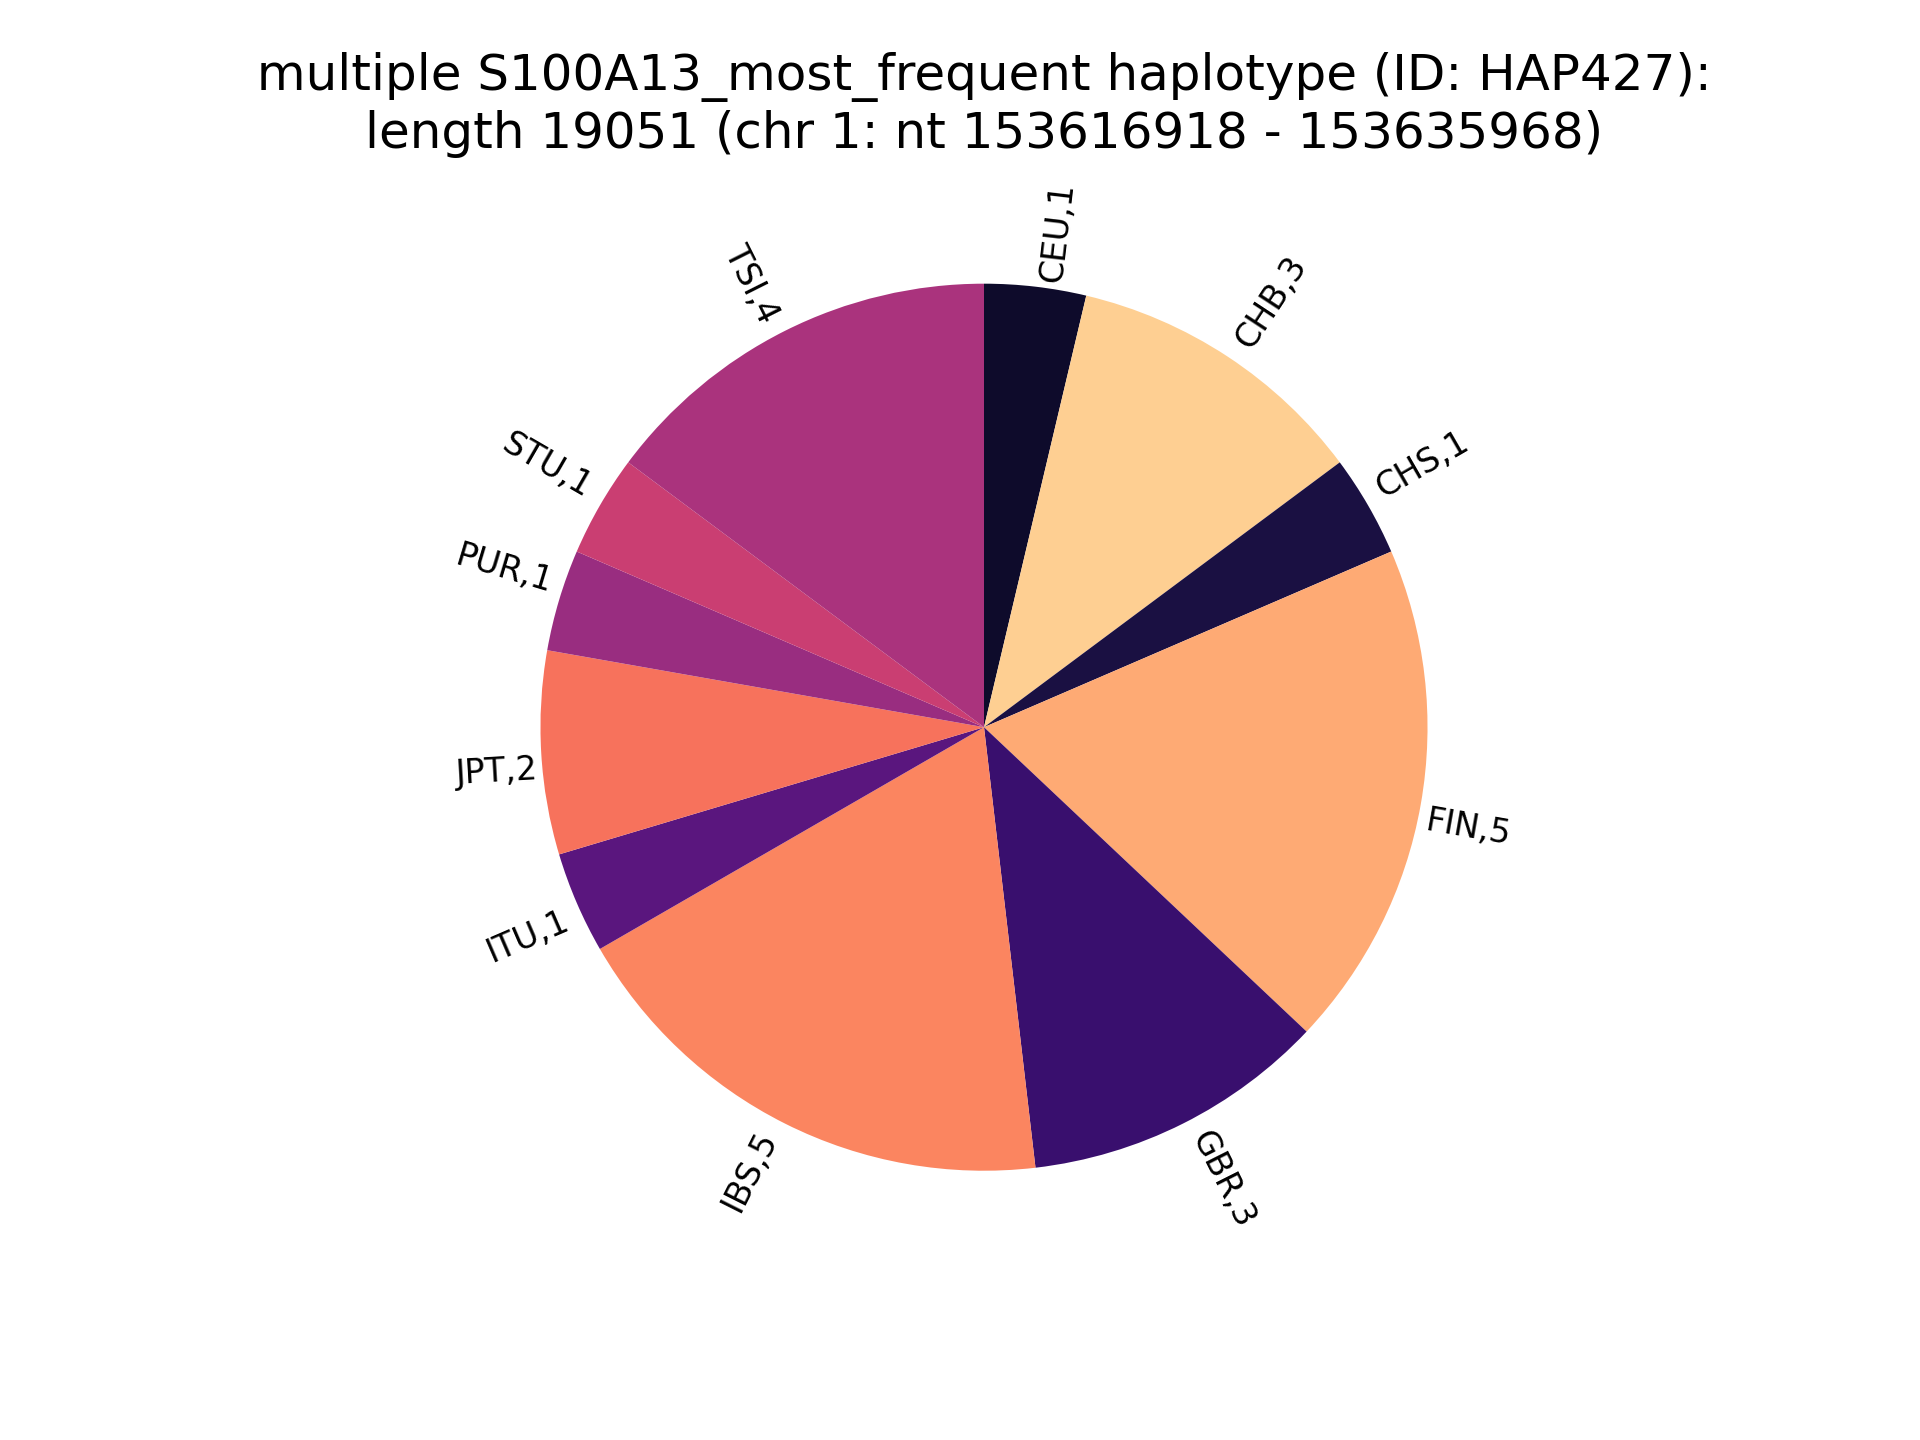 multiple S100A13_most_frequent haplotype (ID: HAP427):
length 19051 (chr 1: nt 153616918 - 153635968)
CEU,1
CHB,3
CHS,1
FIN,5
GBR,3
IBS,5
ITU,1
JPT,2
PUR,1
STU,1
TSI,4